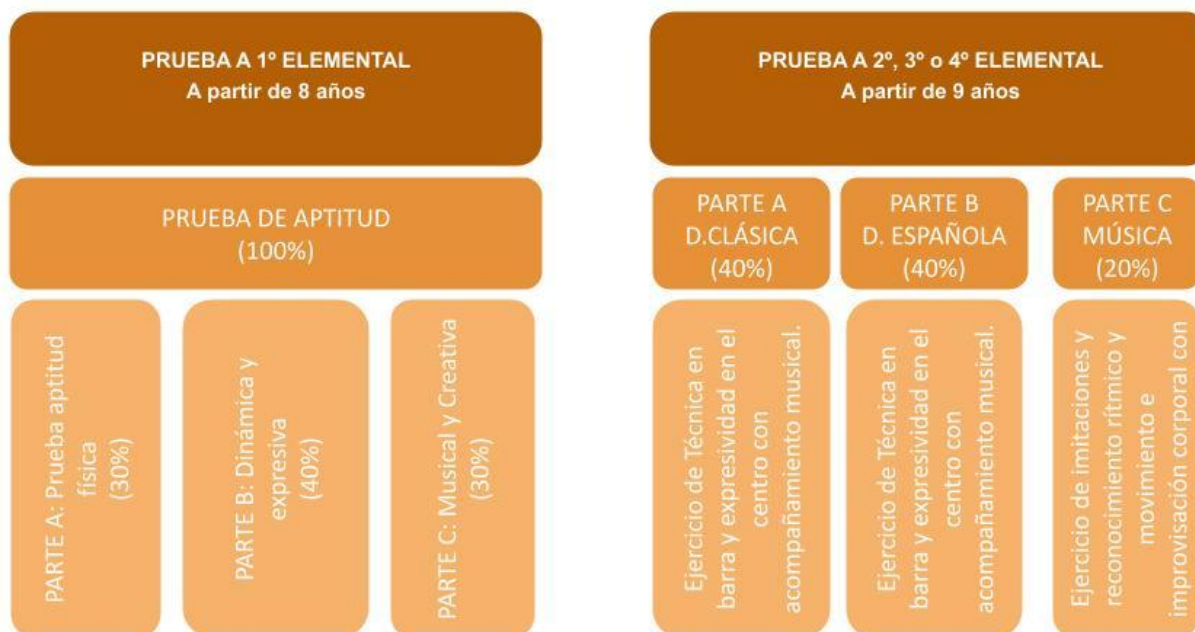 PRUEBA A 1º ELEMENTAL
A partir de 8 años
PRUEBA DE APTITUD
(100%)
PARTE A: Prueba aptitud
física
(30%)
PARTE B: Dinámica y
expresiva
(40%)
PARTE C: Musical y Creativa
(30%)
PRUEBA A 2º, 3º o 4º ELEMENTAL
A partir de 9 años
PARTE A
D.CLÁSICA
(40%)
PARTE B
D. ESPAÑOLA
(40%)
PARTE C
MÚSICA
(20%)
Ejercicio de Técnica en
barra y expresividad en el
centro con
acompañamiento musical.
Ejercicio de Técnica en
barra y expresividad en el
centro con
acompañamiento musical.
Ejercicio de imitaciones y
reconocimiento rítmico y
movimiento e
improvisación corporal con